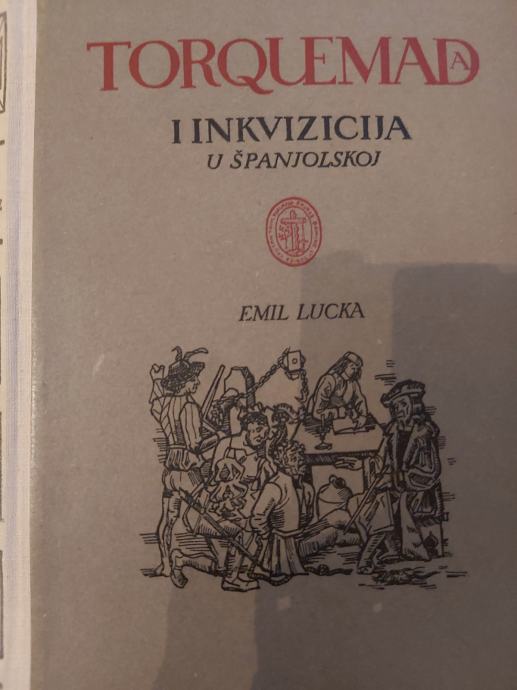 TORQUEMADA
I INKVIZICIJA
U ŠPANJOLSKOJ
EMIL LUCKA